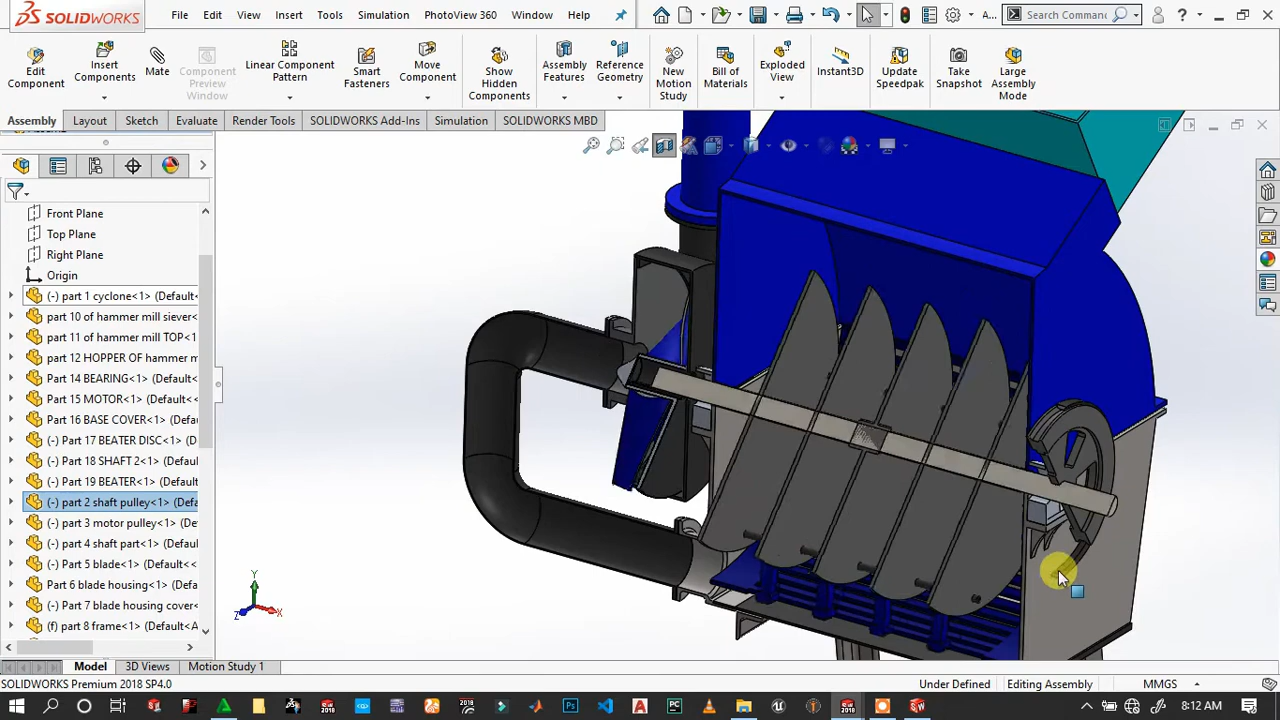 SOLIDWORKS
File Edit View Insert Tools Simulation PhotoView 360 Window Help
A...
Search Commanc
Edit Component
Insert Components
Mate
Component Preview Window
Linear Component Pattern
Smart Fasteners
Move Component
Show Hidden Components
Assembly Features
Reference Geometry
New Motion Study
Bill of Materials
Exploded View
Instant3D
Update Speedpak
Take Snapshot
Large Assembly Mode
Assembly Layout Sketch Evaluate Render Tools SOLIDWORKS Add-Ins Simulation SOLIDWORKS MBD
Front Plane
Top Plane
Right Plane
Origin
(-) part 1 cyclone<1> (Default<
part 10 of hammer mill siever<
part 11 of hammer mill TOP<1
part 12 HOPPER OF hammer m
Part 14 BEARING<1> (Default<
Part 15 MOTOR<1> (Default<
Part 16 BASE COVER<1> (Defa
(-) Part 17 BEATER DISC<1> (D
(-) Part 18 SHAFT 2<1> (Defaul
(-) Part 19 BEATER<1> (Defaul
(-) part 2 shaft pulley<1> (Defa
(-) part 3 motor pulley<1> (De
(-) part 4 shaft part<1> (Defaul
(-) Part 5 blade<1> (Default<<
Part 6 blade housing<1> (Defa
(-) Part 7 blade housing cover<
(f) part 8 frame<1> (Default<A
Y
Z
X
Model 3D Views Motion Study 1
SOLIDWORKS Premium 2018 SP4.0
Under Defined Editing Assembly MMGS
8:12 AM